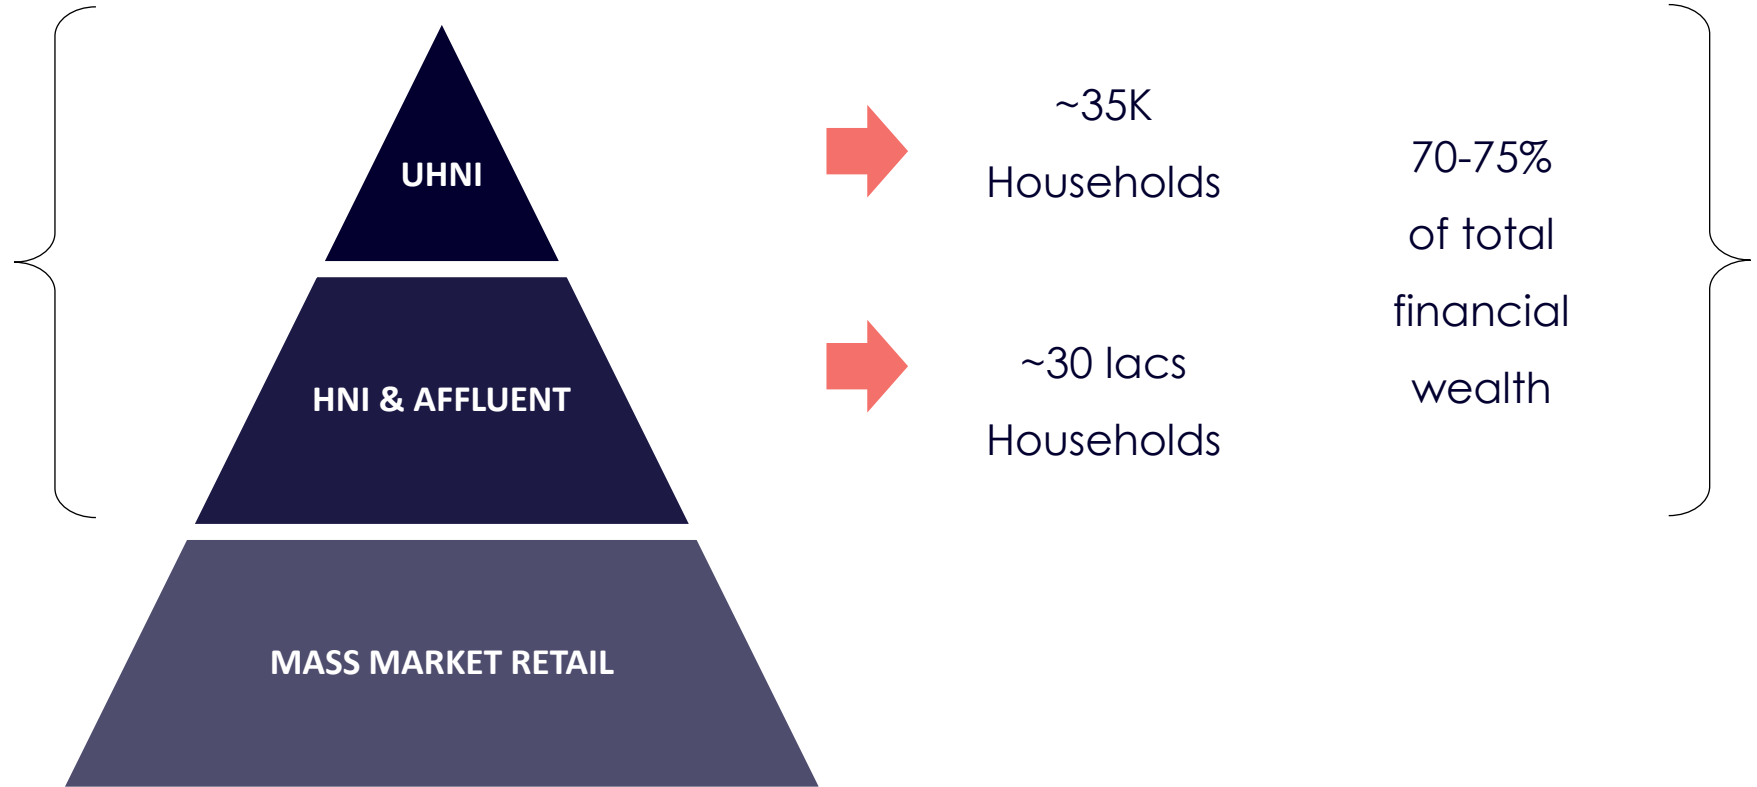 UHNI
~35K
Households
HNI & AFFLUENT
~30 lacs
Households
70-75%
of total
financial
wealth
MASS MARKET RETAIL